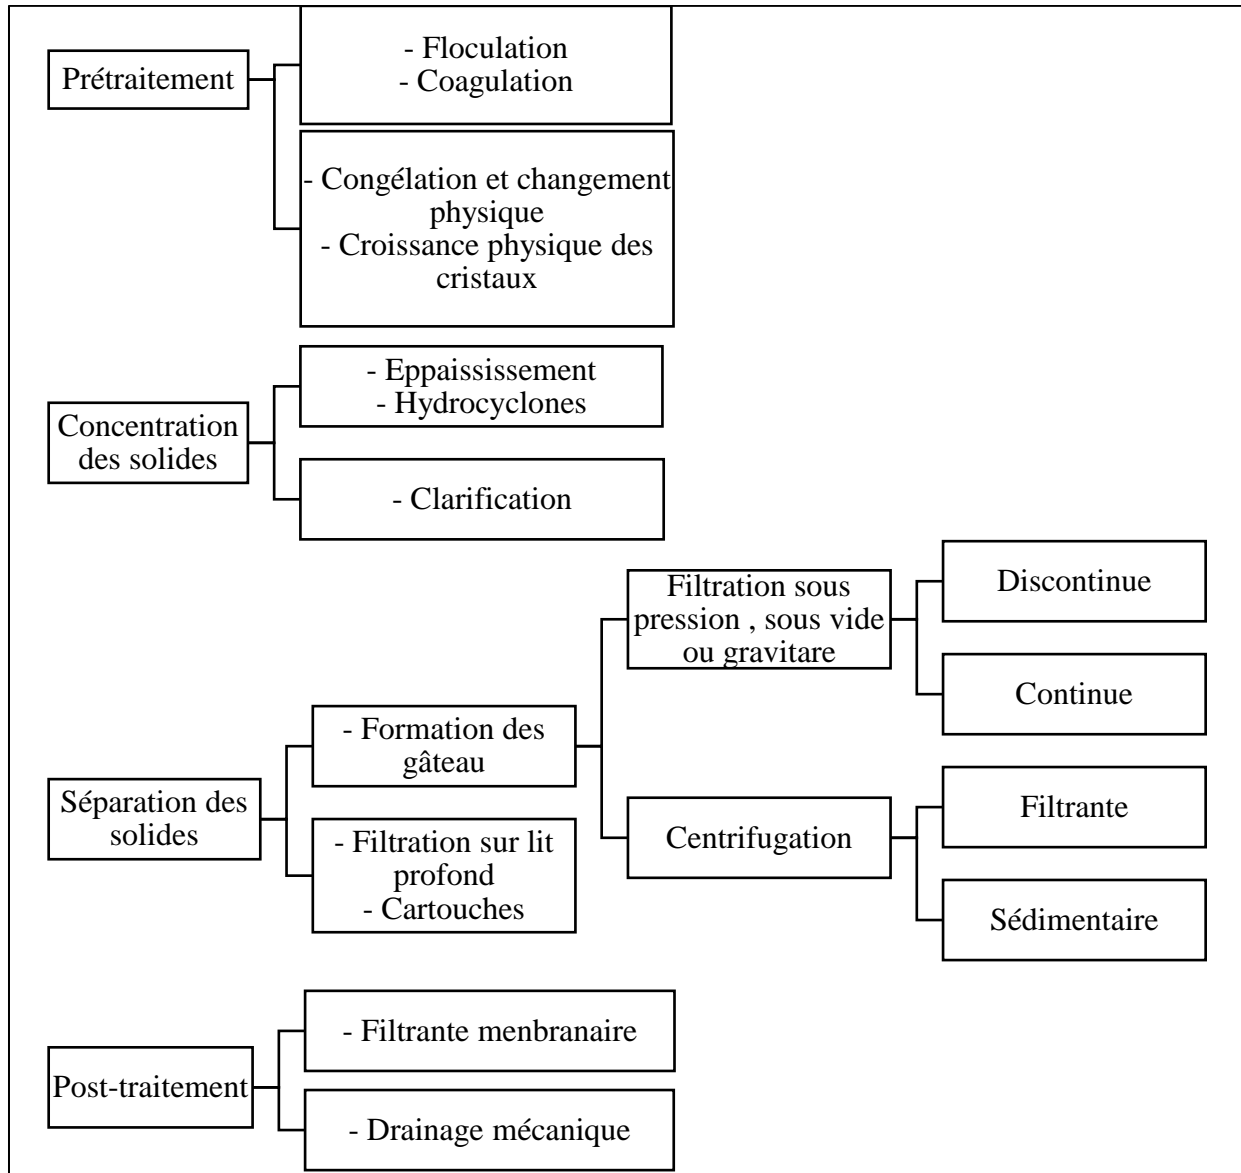 Prétraitement
- Floculation
- Coagulation
- Congélation et changement
physique
- Croissance physique des
cristaux
Concentration
des solides
- Eppaississement
- Hydrocyclones
- Clarification
Séparation des
solides
- Formation des
gâteau
- Filtration sur lit
profond
- Cartouches
Filtration sous
pression , sous vide
ou gravitare
Discontinue
Continue
Centrifugation
Filtrante
Sédimentaire
Post-traitement
- Filtrante menbranaire
- Drainage mécanique